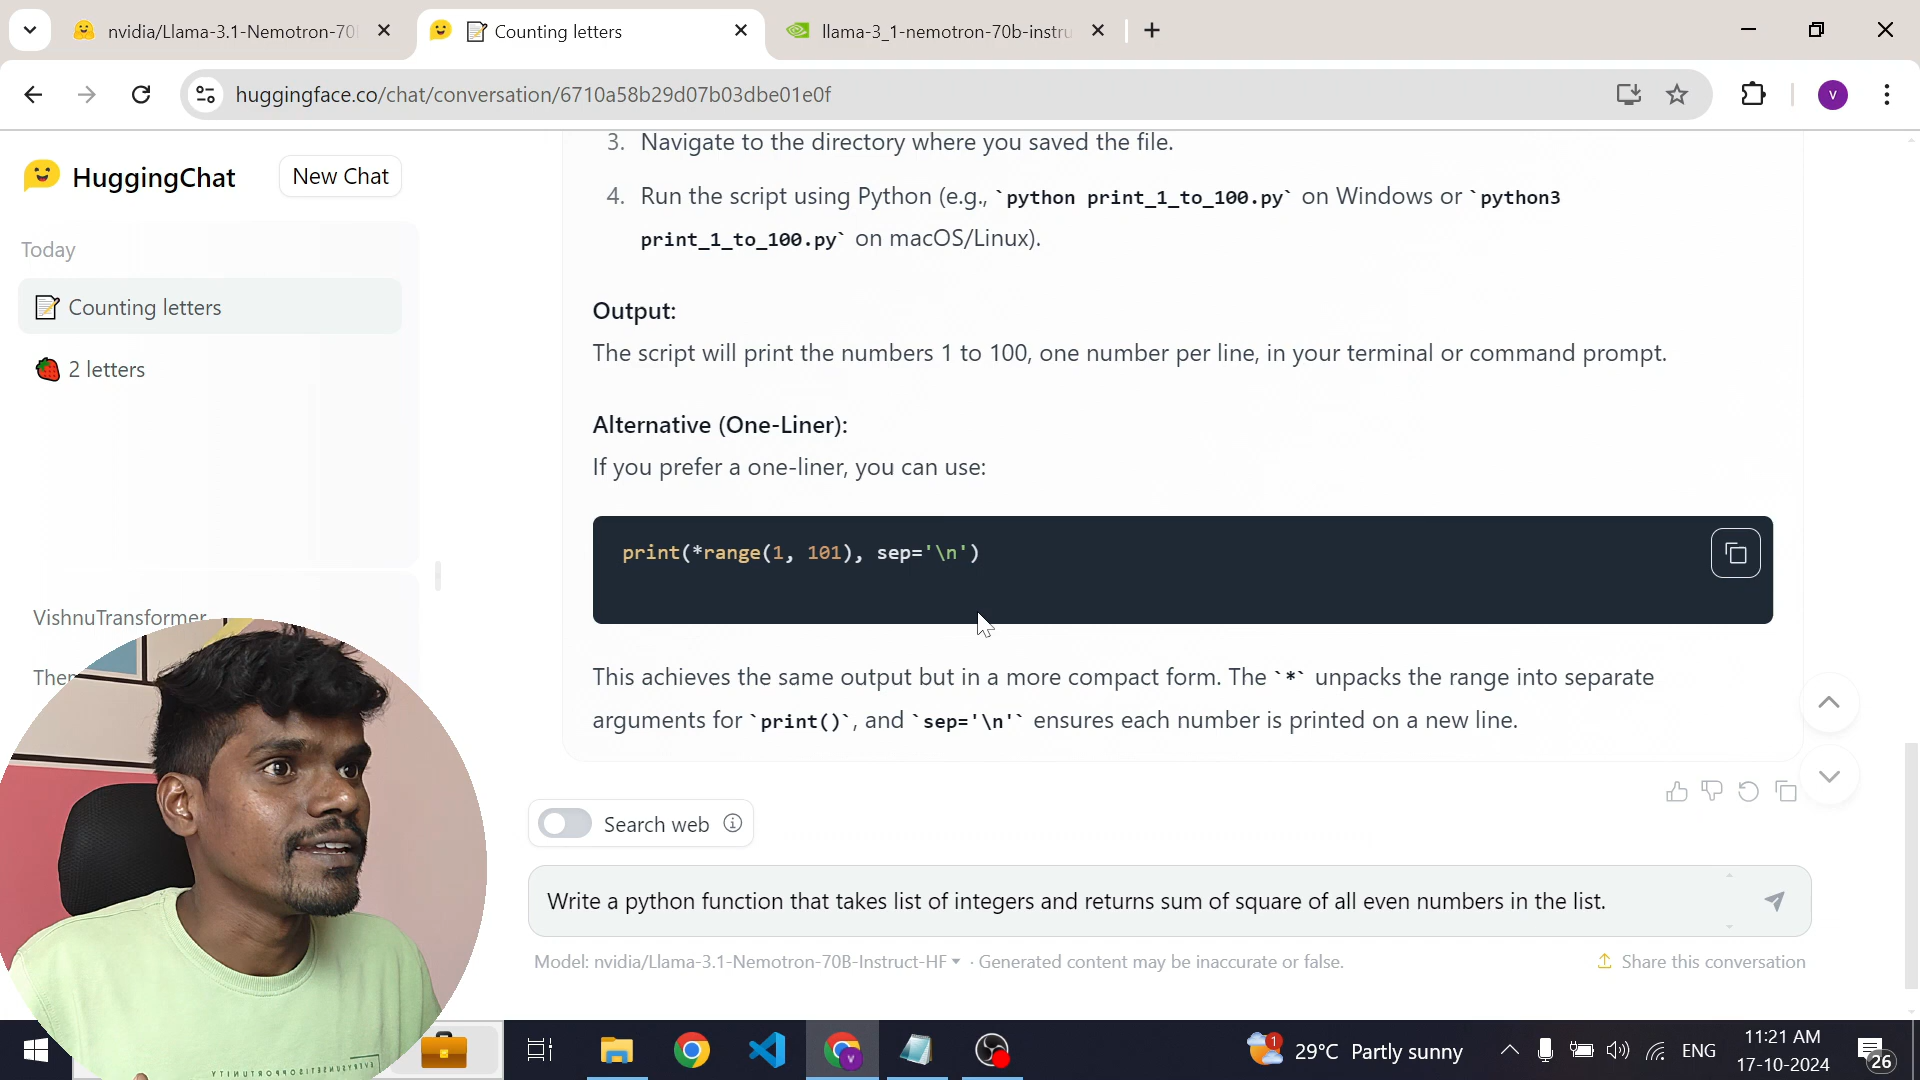 nvidia/Llama-3.1-Nemotron-70
Counting letters
llama-3_1-nemotron-70b-instru
huggingface.co/chat/conversation/6710a58b29d07b03dbe01e0f
V
HuggingChat
New Chat
Today
Counting letters
2 letters
VishnuTransformer
Ther
3. Navigate to the directory where you saved the file.
4. Run the script using Python (e.g., `python print_1_to_100.py` on Windows or `python3
print_1_to_100.py` on macOS/Linux).
Output:
The script will print the numbers 1 to 100, one number per line, in your terminal or command prompt.
Alternative (One-Liner):
If you prefer a one-liner, you can use:
print(*range(1, 101), sep='\n')
This achieves the same output but in a more compact form. The `*` unpacks the range into separate
arguments for `print()`, and `sep='\n'` ensures each number is printed on a new line.
Search web
Write a python function that takes list of integers and returns sum of square of all even numbers in the list.
Model: nvidia/Llama-3.1-Nemotron-70B-Instruct-HF · Generated content may be inaccurate or false.
Share this conversation
V
1
29°C Partly sunny
ENG
11:21 AM
17-10-2024
26